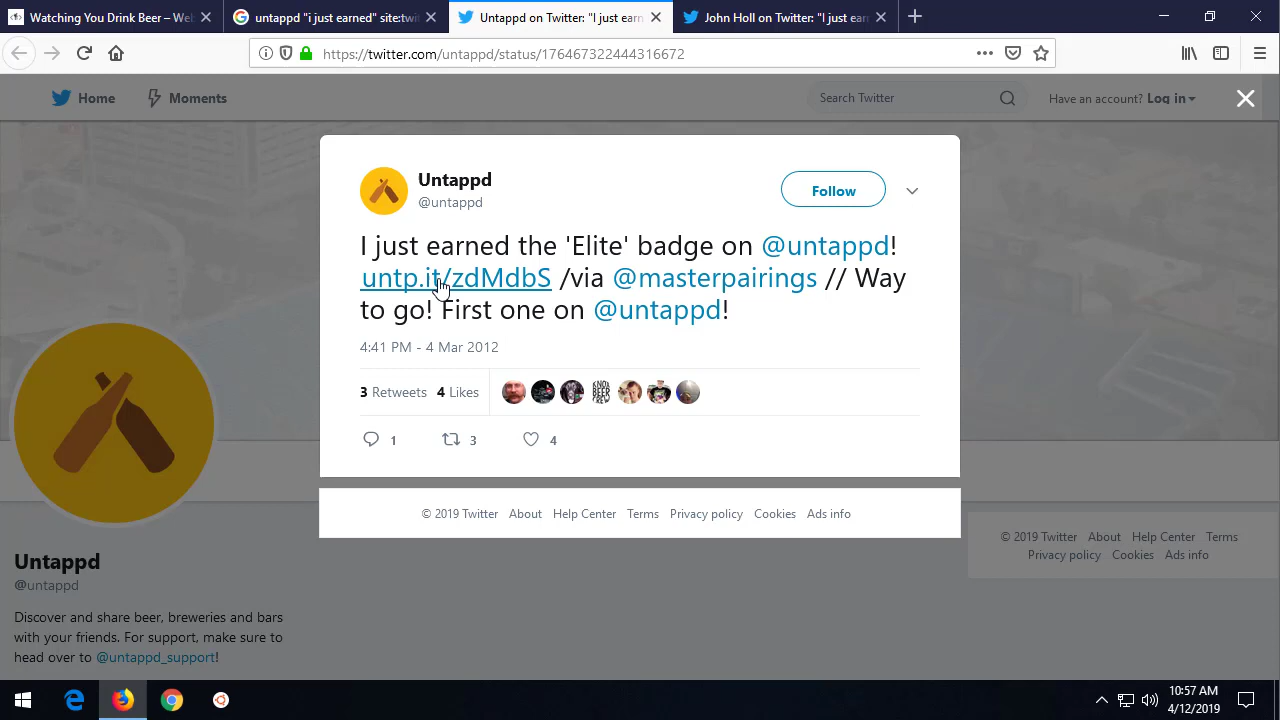 Watching You Drink Beer – Wel
untappd "i just earned" site:twi
Untappd on Twitter: "I just earn
John Holl on Twitter: "I just ear
https://twitter.com/untappd/status/176467322444316672
Home
Moments
Search Twitter
Have an account? Log in
Untappd
@untappd
Follow
I just earned the 'Elite' badge on @untappd!
untp.it/zdMdbS /via @masterpairings // Way
to go! First one on @untappd!
4:41 PM - 4 Mar 2012
3 Retweets 4 Likes
1 3 4
© 2019 Twitter About Help Center Terms Privacy policy Cookies Ads info
© 2019 Twitter About Help Center Terms
Privacy policy Cookies Ads info
Untappd
@untappd
Discover and share beer, breweries and bars
with your friends. For support, make sure to
head over to @untappd_support!
10:57 AM
4/12/2019